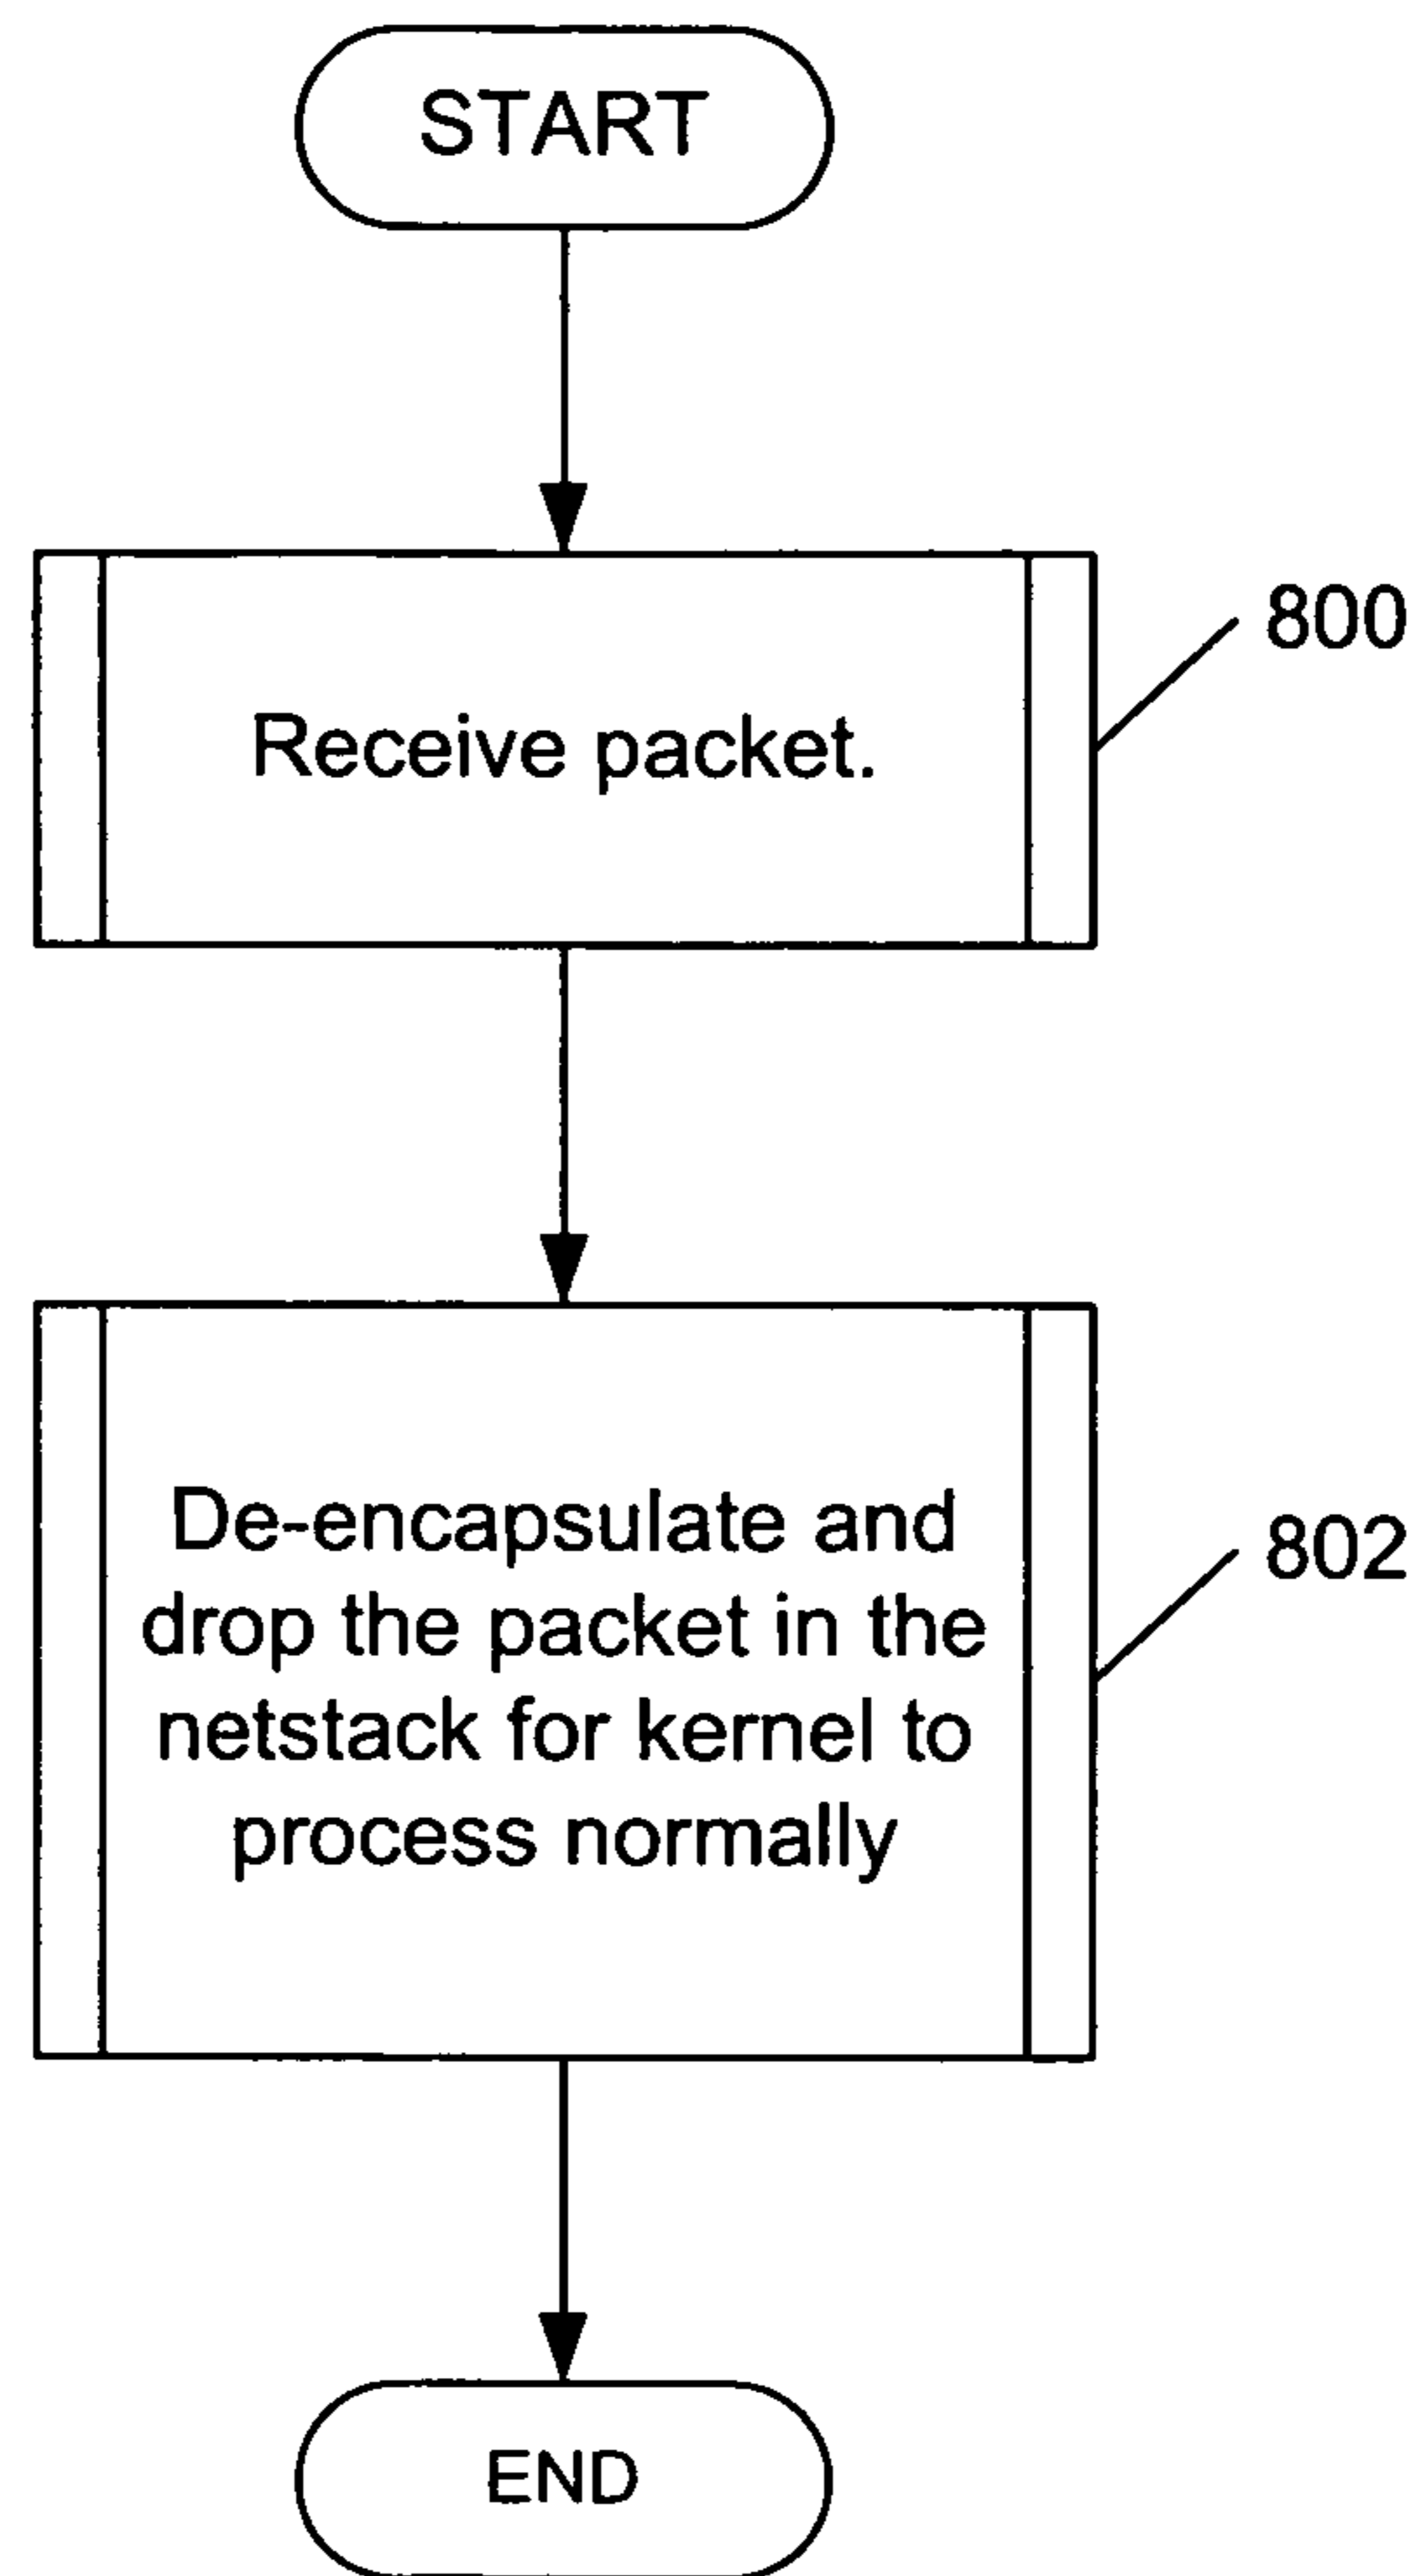 START
800
Receive packet.
De-encapsulate and
802
drop the packet in the
netstack for kernel to
process normally
END